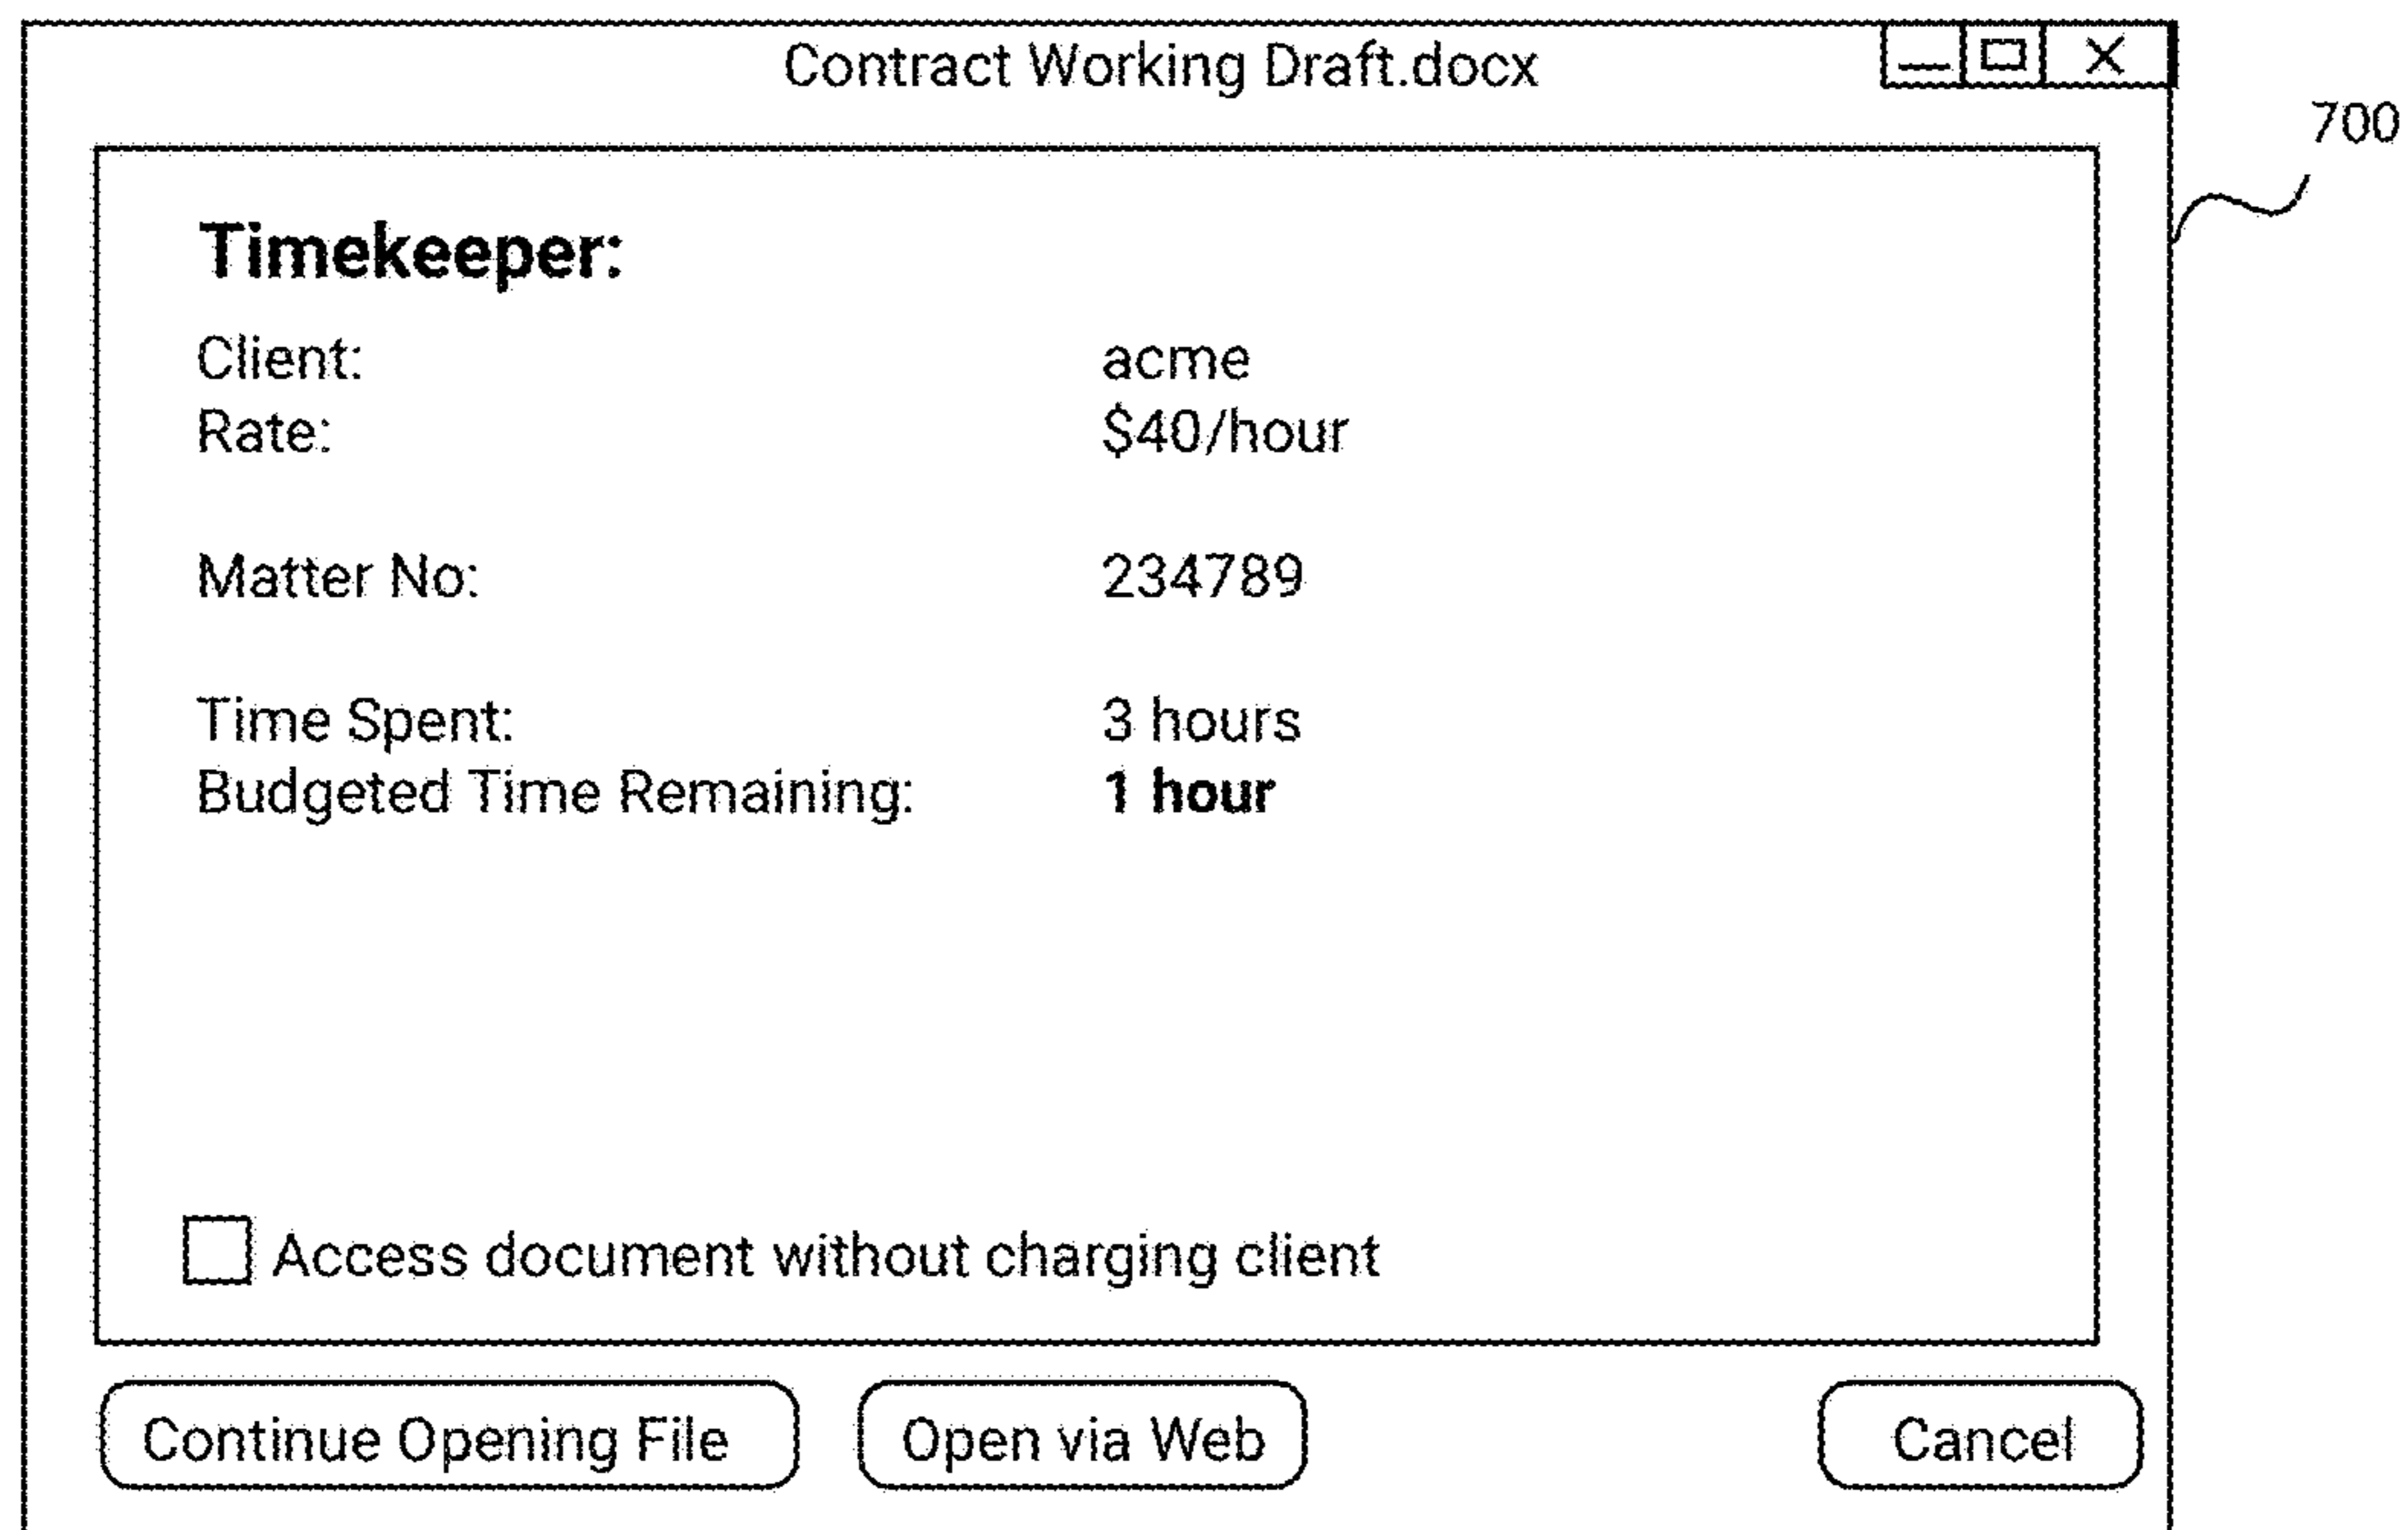 Contract Working Draft.docx
700
Timekeeper:
Client: acme
Rate: $40/hour
Matter No: 234789
Time Spent: 3 hours
Budgeted Time Remaining: 1 hour
Access document without charging client
Continue Opening File Open via Web Cancel